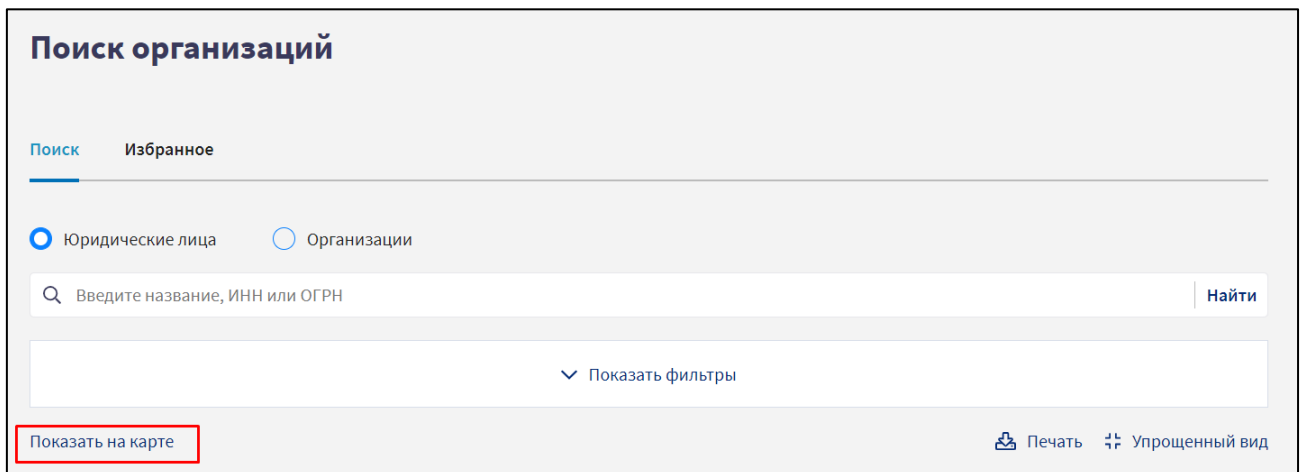 Поиск организаций
Поиск Избранное
Юридические лица Организации
Введите название, ИНН или ОГРН Найти
Показать фильтры
Показать на карте Печать Упрощенный вид